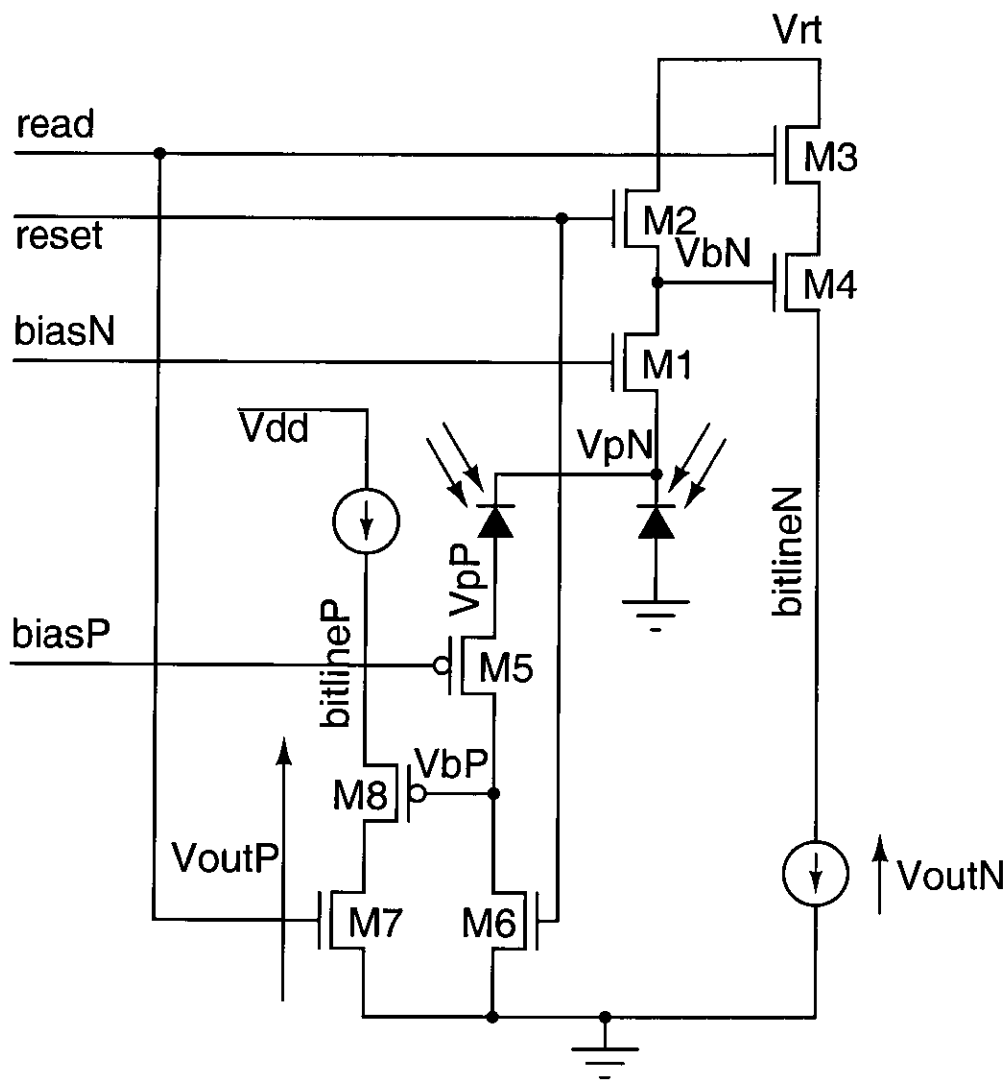 Vrt
read
M3
reset
M2
VbN
M4
biasN
M1
Vdd
VpN
bitlineN
VpP
biasP
bitlineP
M5
VbP
M8
VoutP
VoutN
M7
M6